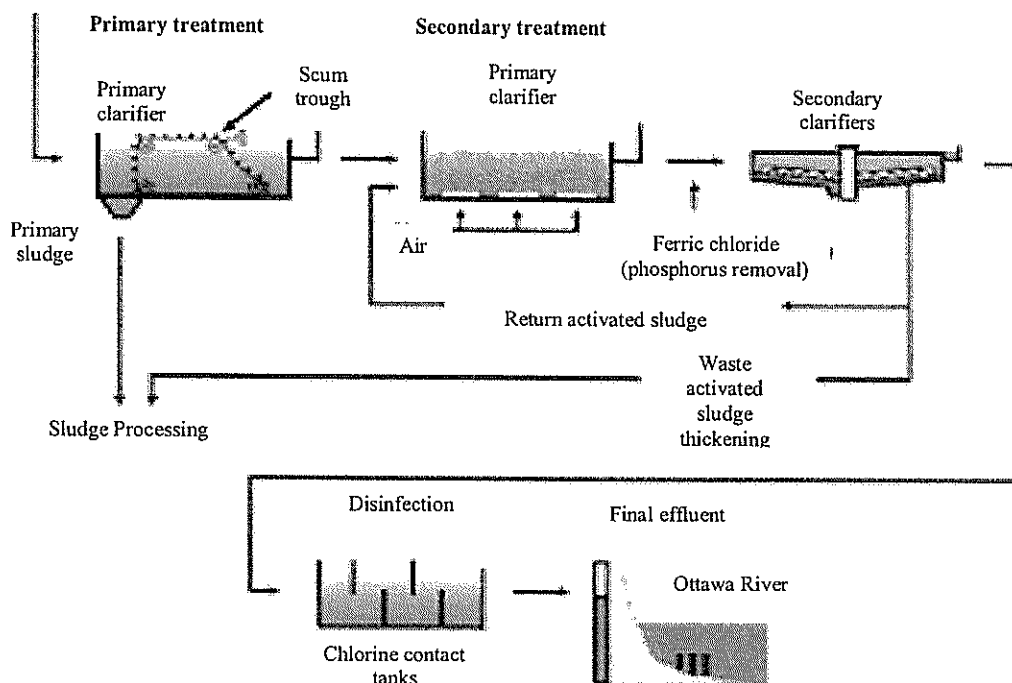 Primary treatment
Secondary treatment
Primary
clarifier
Scum
trough
Primary
clarifier
Secondary
clarifiers
Primary
sludge
Air
Ferric chloride
(phosphorus removal)
Return activated sludge
Waste
activated
sludge
thickening
Sludge Processing
Disinfection
Final effluent
Ottawa River
Chlorine contact
tanks